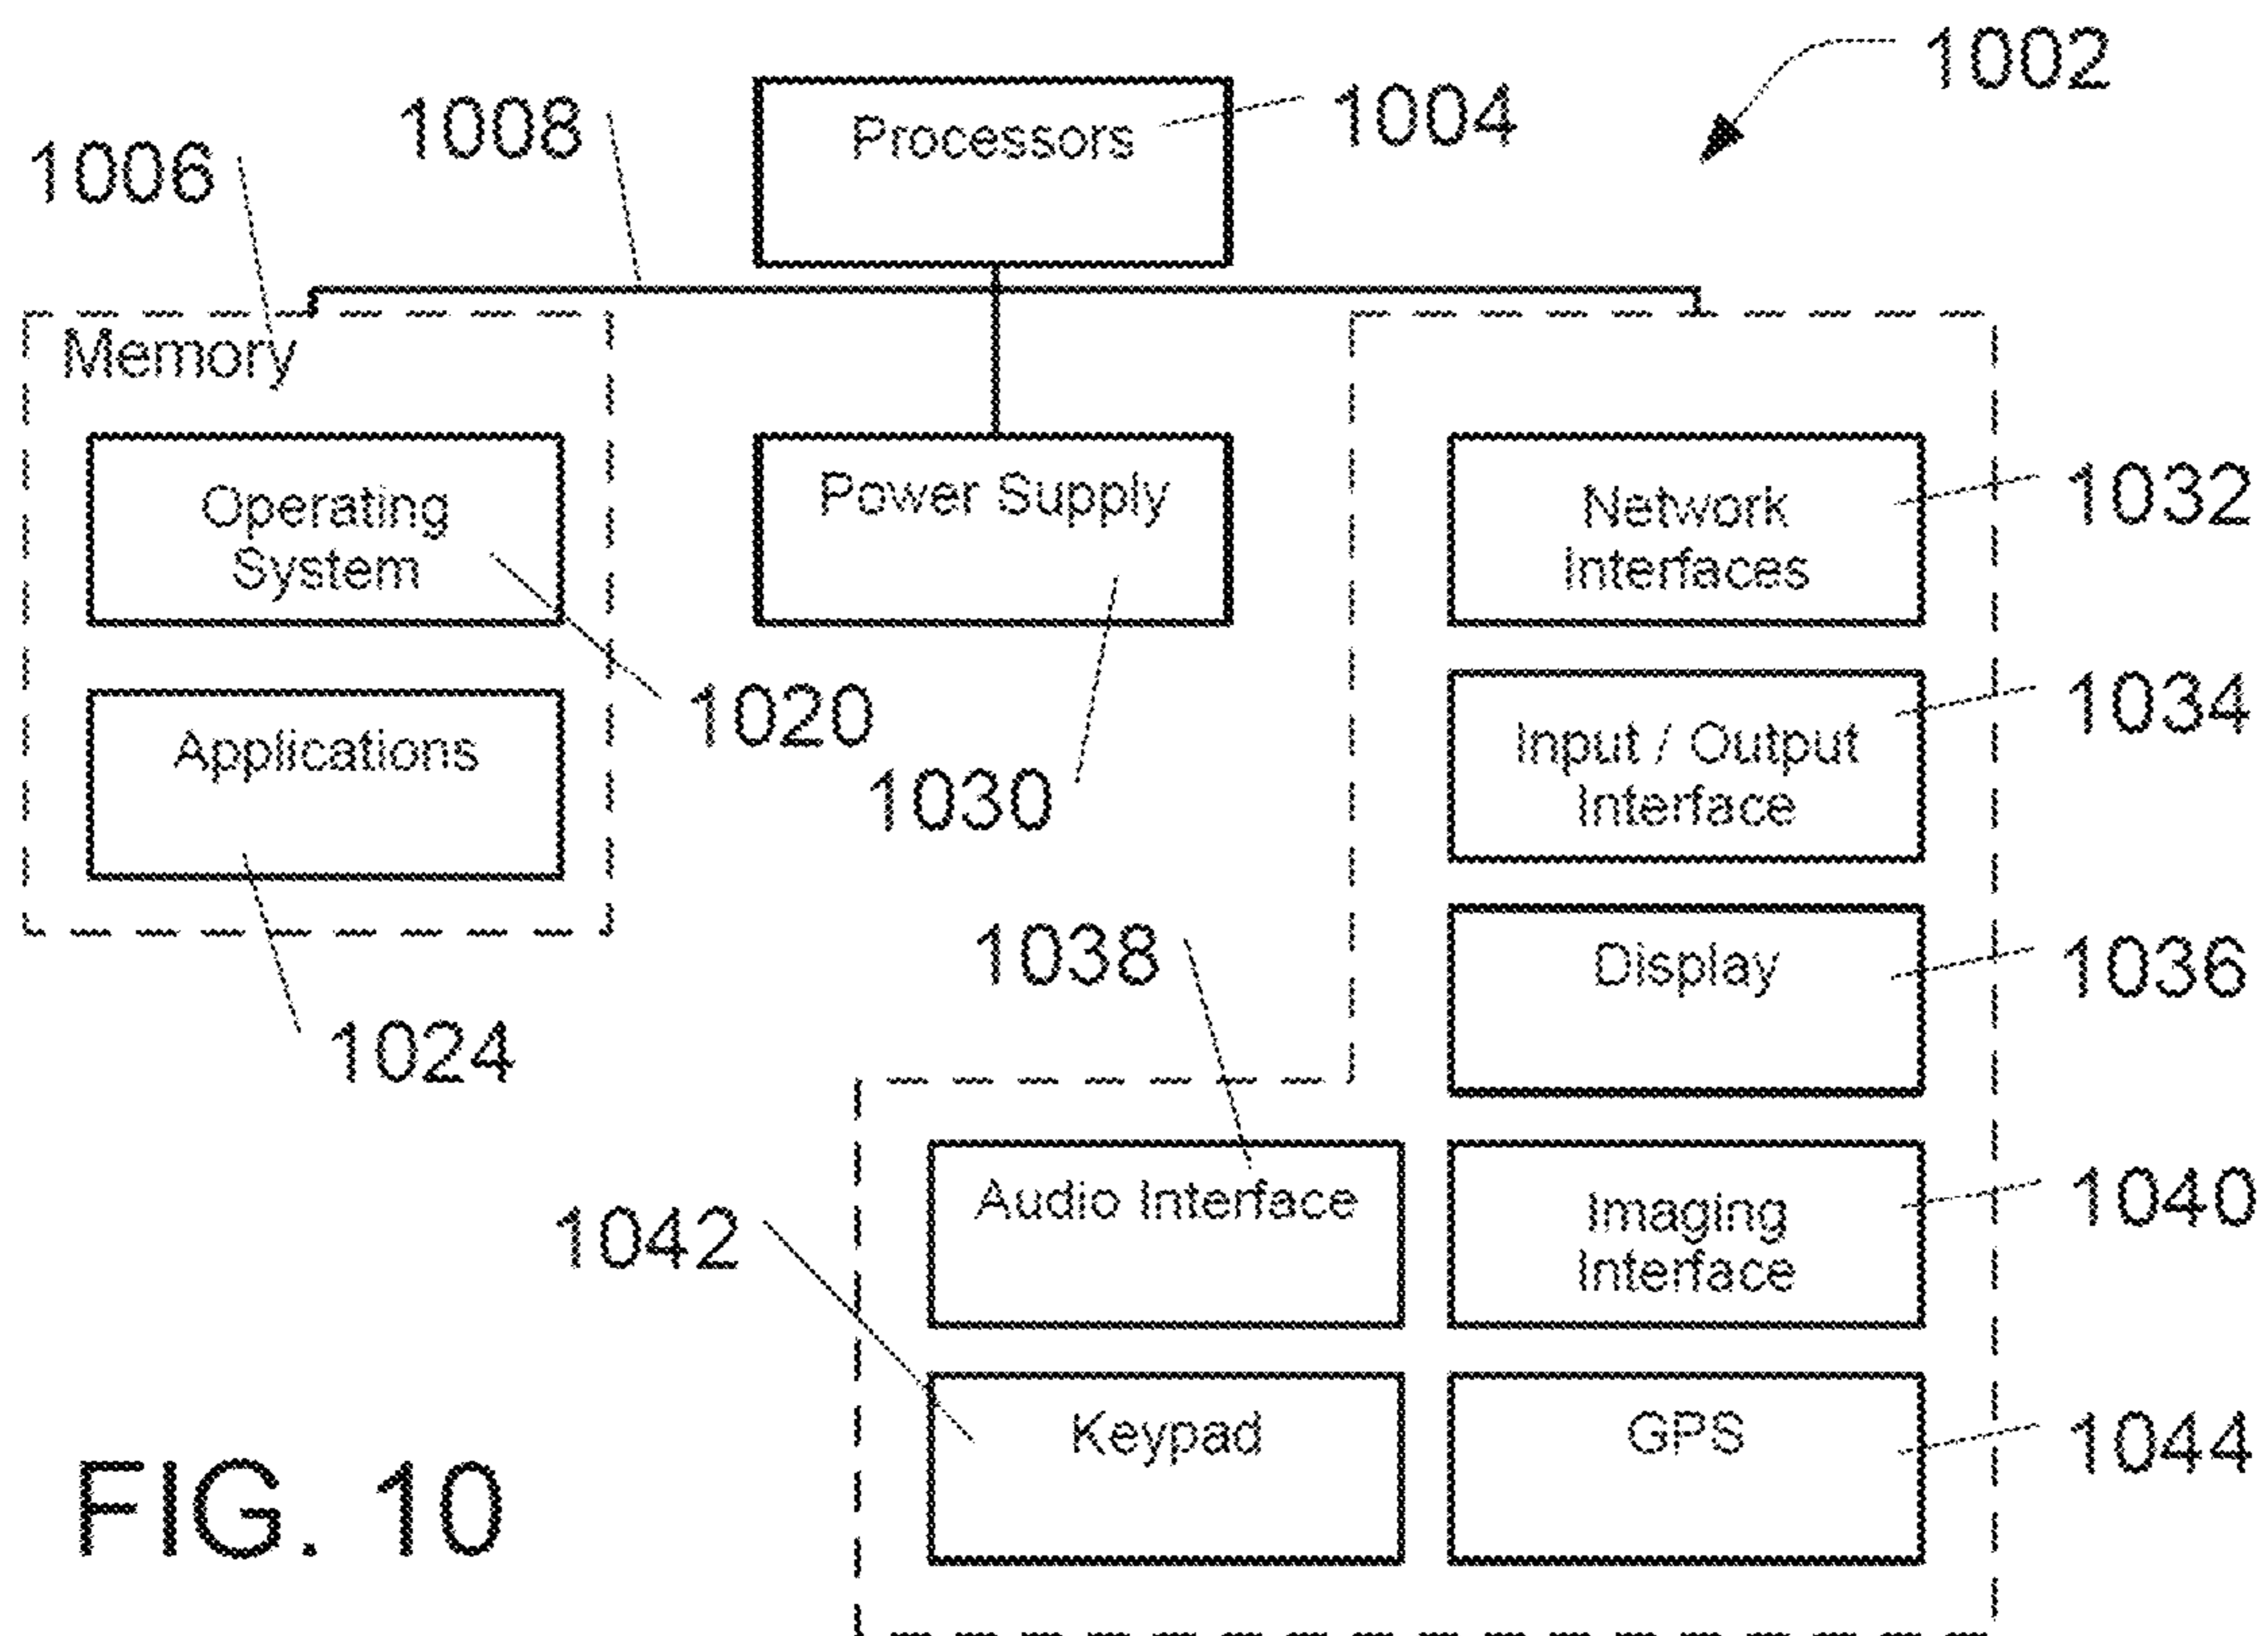 1002
1004
Processors
1008
1006
Memory
Operating
System
1020
Applications
1024
Power Supply
1030
Network
Interfaces
1032
Input / Output
Interface
1034
Display
1036
1038
Audio Interface
Imaging
Interface
1040
1042
Keypad
GPS
1044
FIG. 10